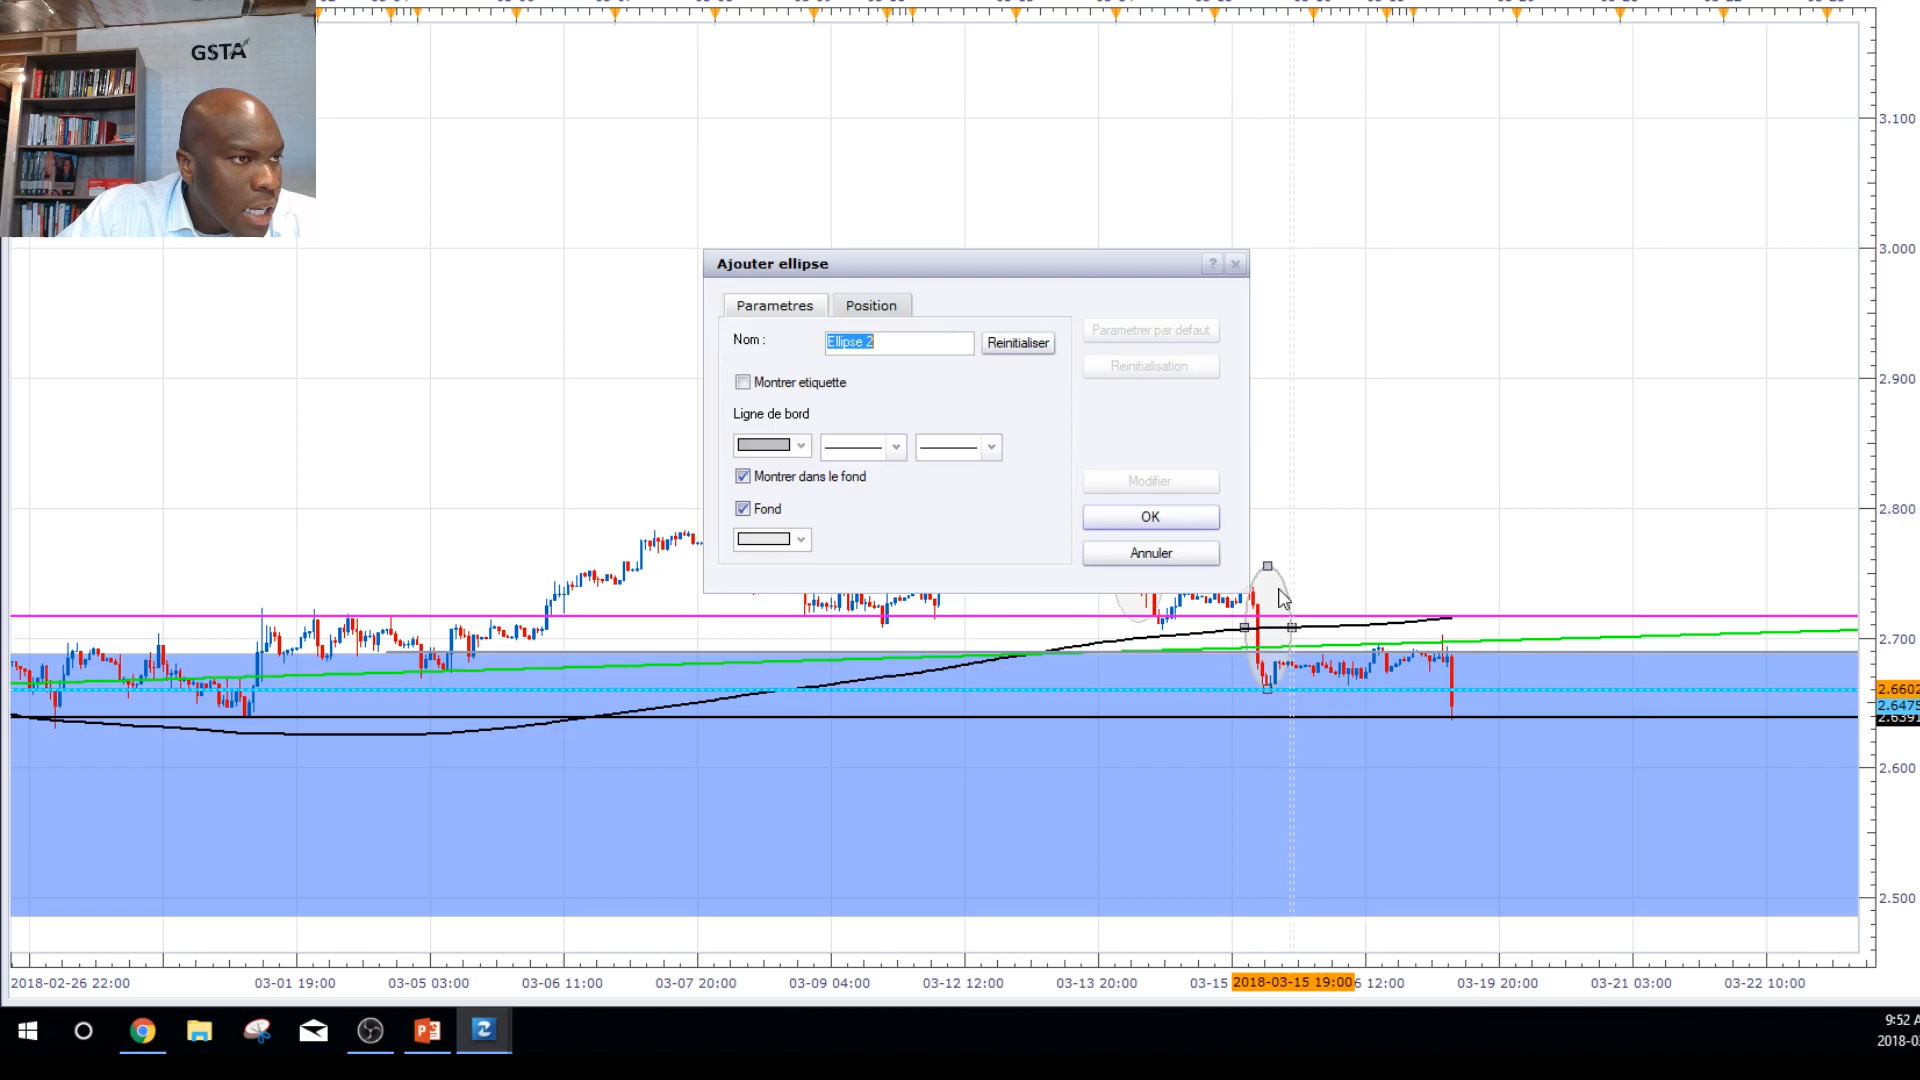 GSTA
3.100
3.000
Ajouter ellipse
Parametres
Position
Nom :
Ellipse 2
Reinitialiser
Parametrer par defaut
Reinitialisation
Montrer etiquette
2.900
Ligne de bord
Montrer dans le fond
Modifier
Fond
2.800
OK
Annuler
2.700
2.6602
2.6475
2.6391
2.600
2.500
2018-02-26 22:00
03-01 19:00
03-05 03:00
03-06 11:00
03-07 20:00
03-09 04:00
03-12 12:00
03-13 20:00
03-15
2018-03-15 19:00
6 12:00
03-19 20:00
03-21 03:00
03-22 10:00
9:52 A
2018-03